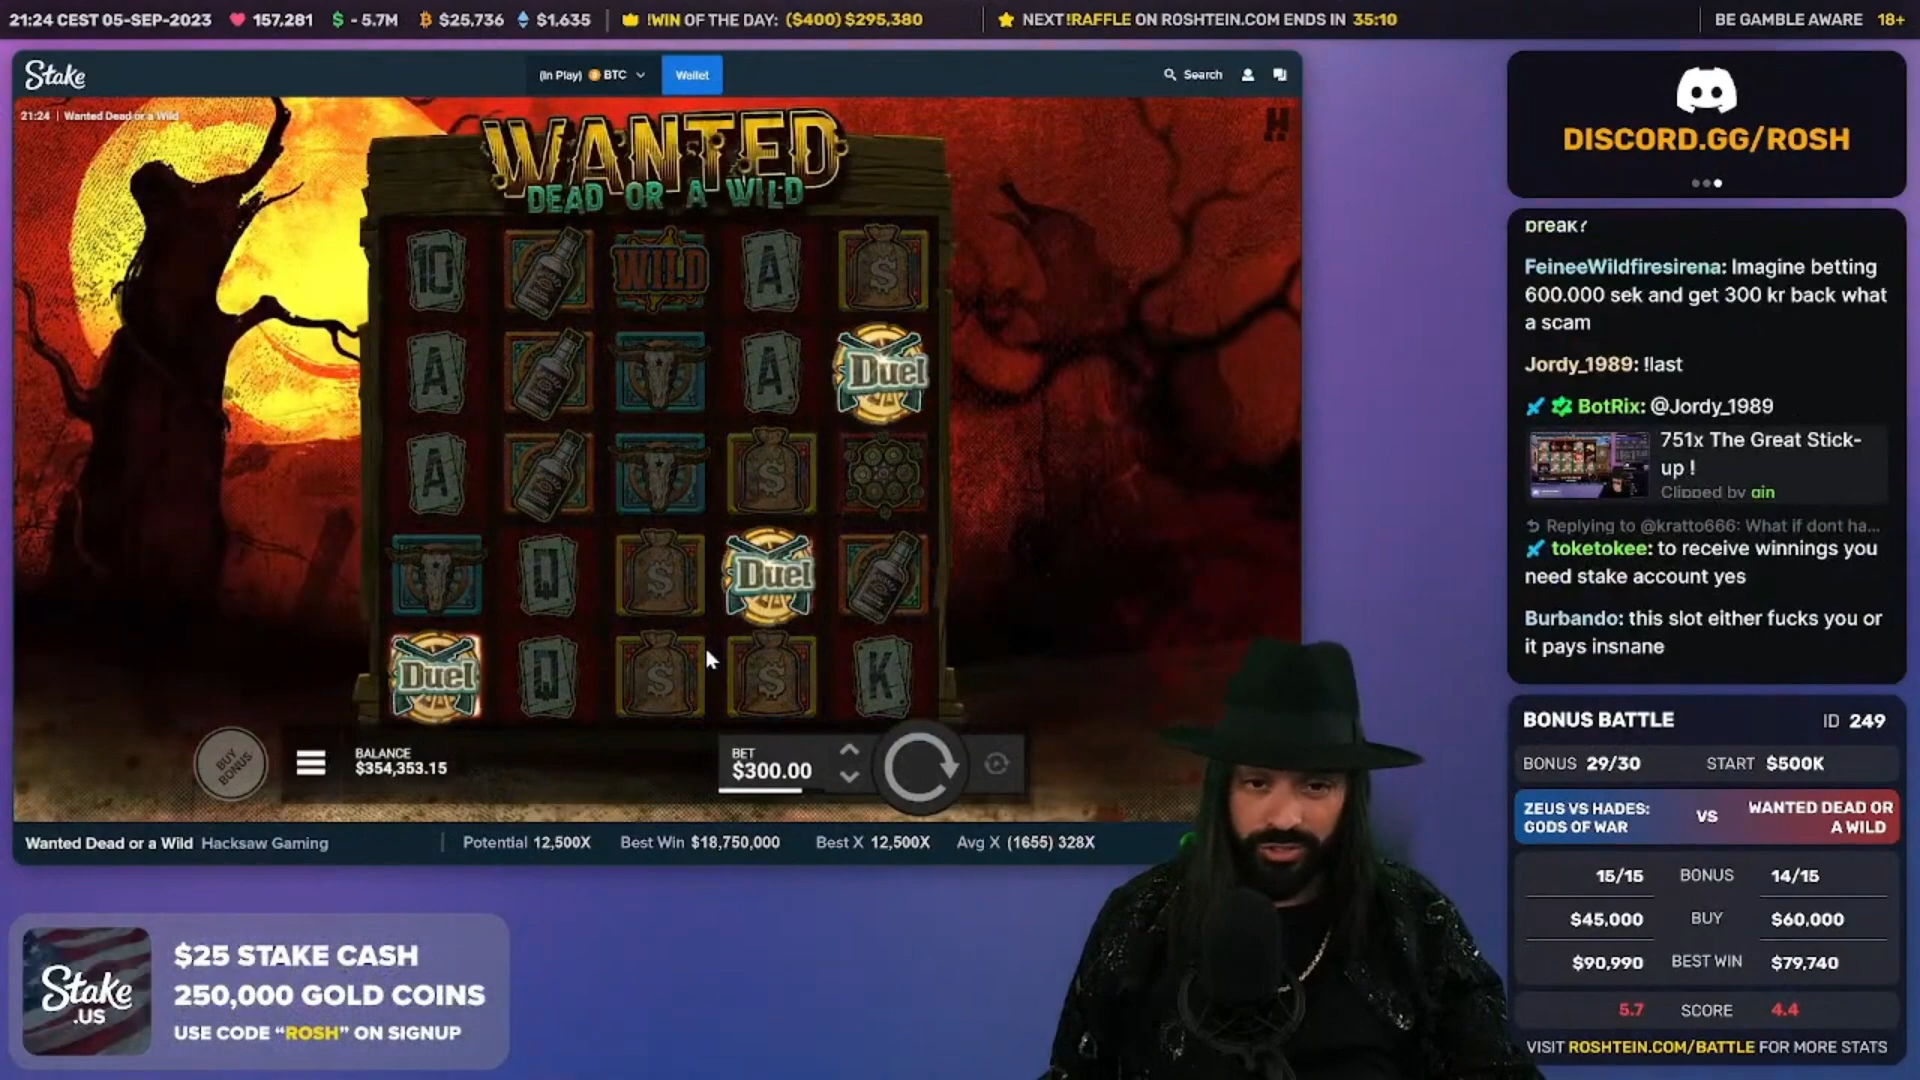 21:24 CEST 05-SEP-2023 157,281 $ - 5.7M $25,736 $1,635 !WIN OF THE DAY: ($400) $295,380 NEXT !RAFFLE ON ROSHTEIN.COM ENDS IN 35:10 BE GAMBLE AWARE 18+
Stake (In Play) BTC Wallet Search
21:24 | Wanted Dead or a Wild
WANTED
DEAD OR A WILD
10 WILD A $
A A Duel
A $
Q $ Duel
Duel Q $ $ K
BUY BONUS
BALANCE
$354,353.15
BET
$300.00
Wanted Dead or a Wild Hacksaw Gaming Potential 12,500X Best Win $18,750,000 Best X 12,500X Avg X (1655) 328X
Stake
.US
$25 STAKE CASH
250,000 GOLD COINS
USE CODE “ROSH” ON SIGNUP
DISCORD.GG/ROSH
break?
FeineeWildfiresirena: Imagine betting
600.000 sek and get 300 kr back what
a scam
Jordy_1989: !last
BotRix: @Jordy_1989
751x The Great Stick-
up !
Clipped by ain
Replying to @kratto666: What if dont ha...
toketokee: to receive winnings you
need stake account yes
Burbando: this slot either fucks you or
it pays insnane
BONUS BATTLE ID 249
BONUS 29/30 START $500K
ZEUS VS HADES:
GODS OF WAR
VS
WANTED DEAD OR
A WILD
15/15 BONUS 14/15
$45,000 BUY $60,000
$90,990 BEST WIN $79,740
5.7 SCORE 4.4
VISIT ROSHTEIN.COM/BATTLE FOR MORE STATS